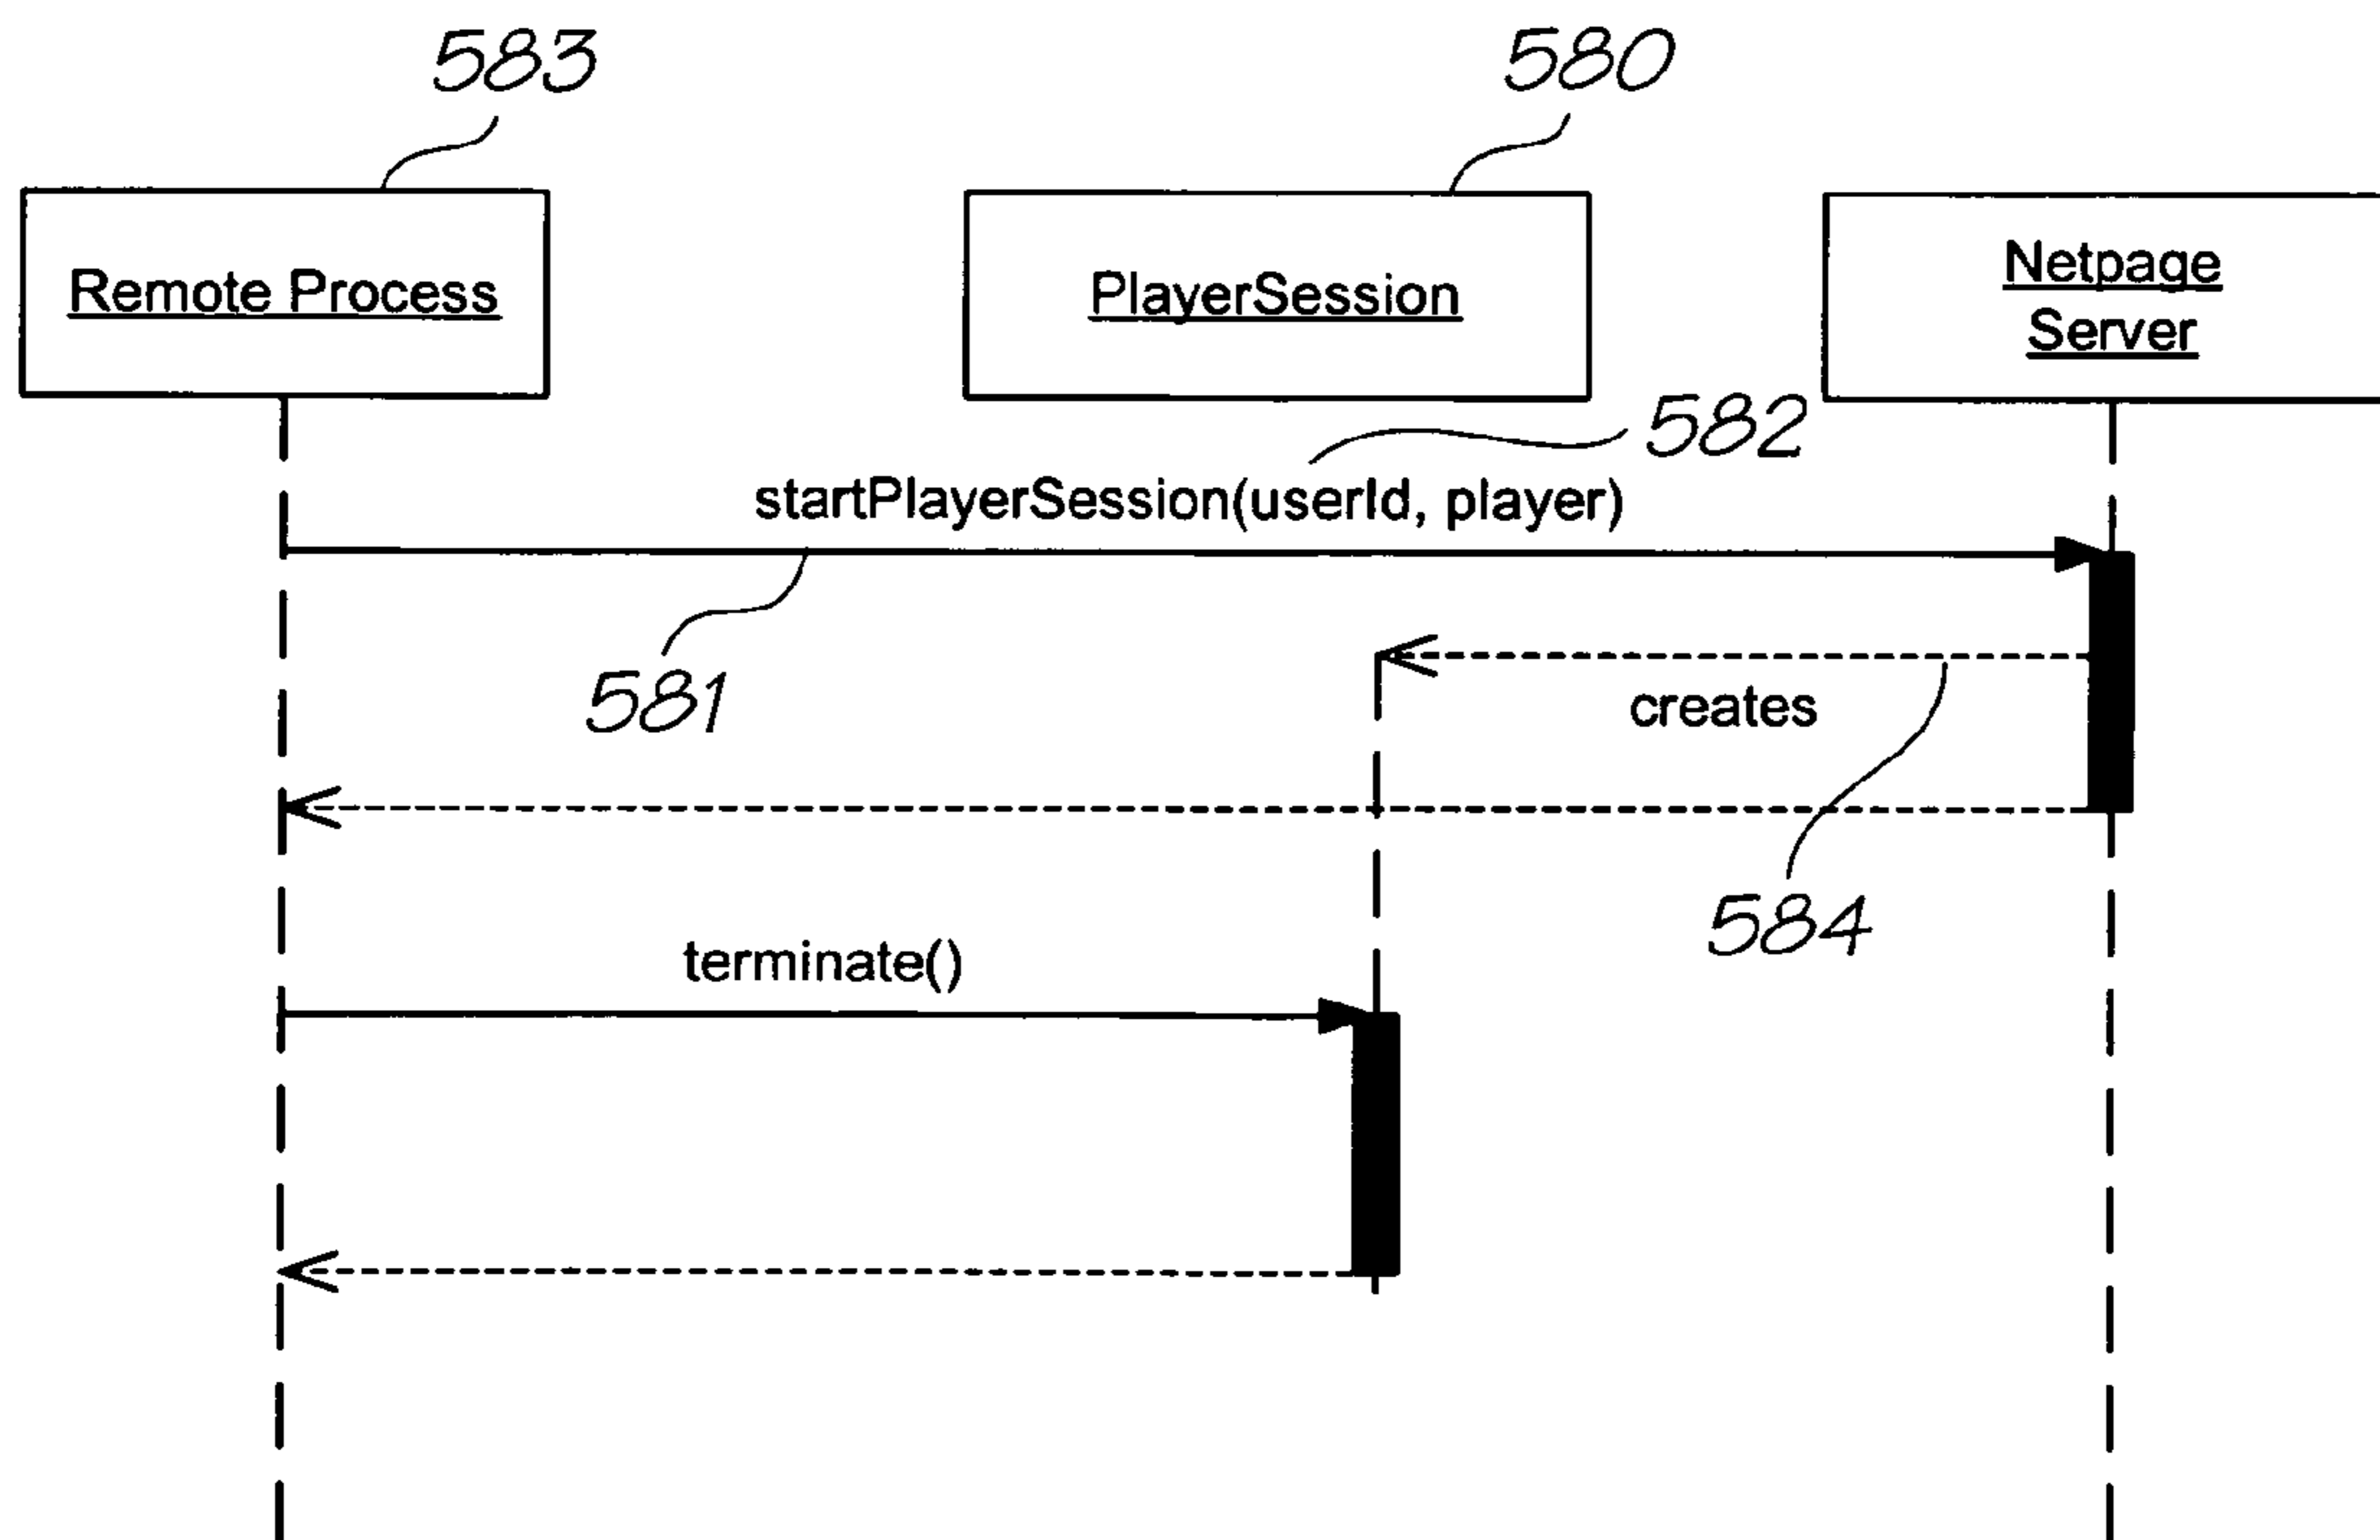 583
580
Remote Process
PlayerSession
Netpage
Server
582
startPlayerSession(userId, player)
581
creates
584
terminate()